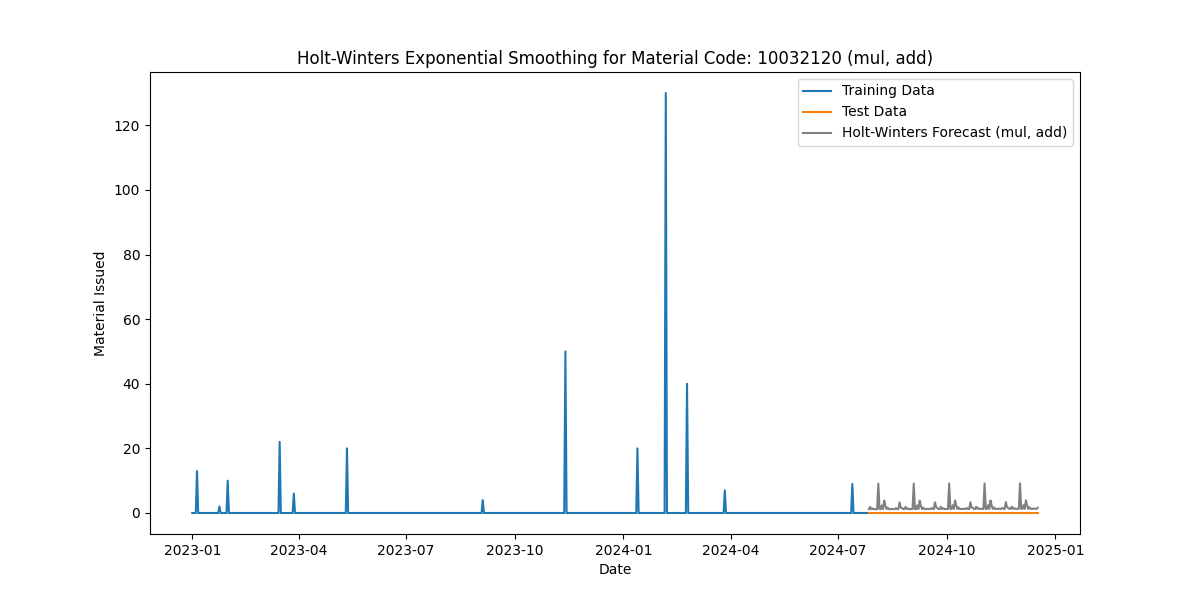 Holt-Winters Exponential Smoothing for Material Code: 10032120 (mul, add)
Training Data
Test Data
Holt-Winters Forecast (mul, add)
Material Issued
120
100
80
60
40
20
0
2023-01 2023-04 2023-07 2023-10 2024-01 2024-04 2024-07 2024-10 2025-01
Date